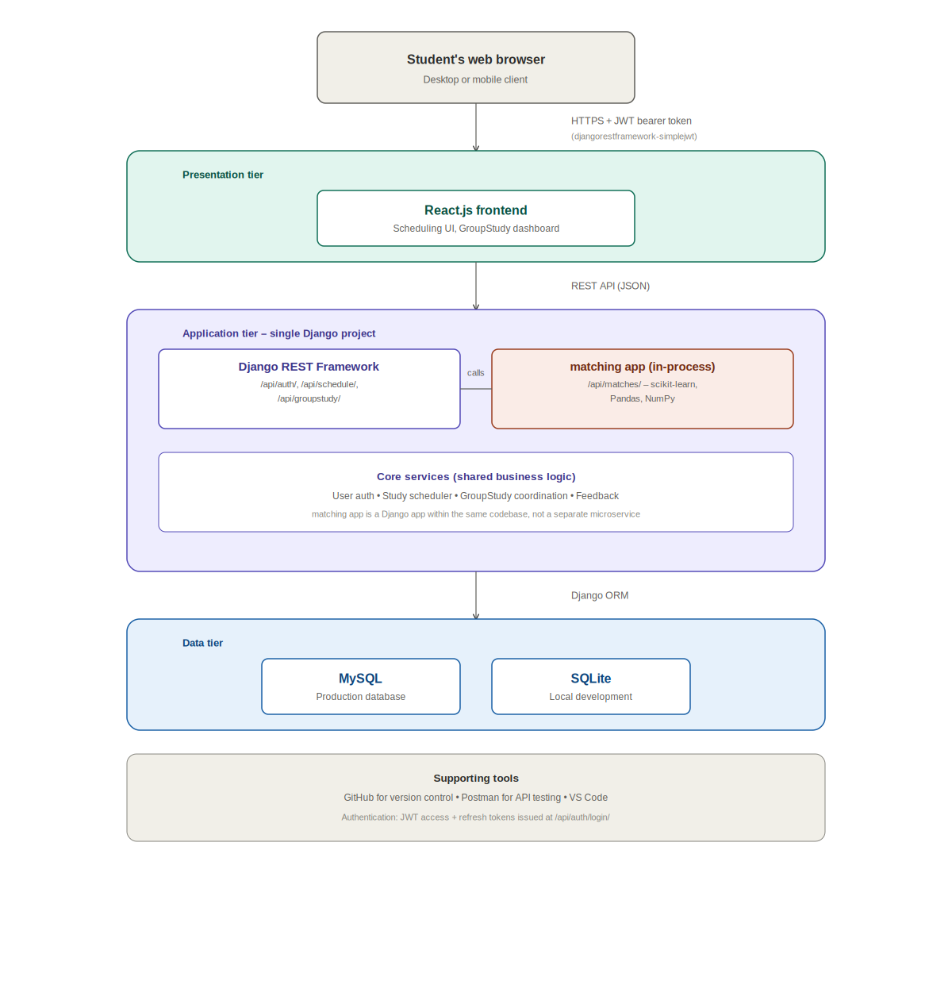 Student's web browser
Desktop or mobile client
HTTPS + JWT bearer token
(djangorestframework-simplejwt)
Presentation tier
React.js frontend
Scheduling UI, GroupStudy dashboard
REST API (JSON)
Application tier – single Django project
Django REST Framework
/api/auth/, /api/schedule/,
/api/groupstudy/
calls
matching app (in-process)
/api/matches/ – scikit-learn,
Pandas, NumPy
Core services (shared business logic)
User auth • Study scheduler • GroupStudy coordination • Feedback
matching app is a Django app within the same codebase, not a separate microservice
Django ORM
Data tier
MySQL
Production database
SQLite
Local development
Supporting tools
GitHub for version control • Postman for API testing • VS Code
Authentication: JWT access + refresh tokens issued at /api/auth/login/